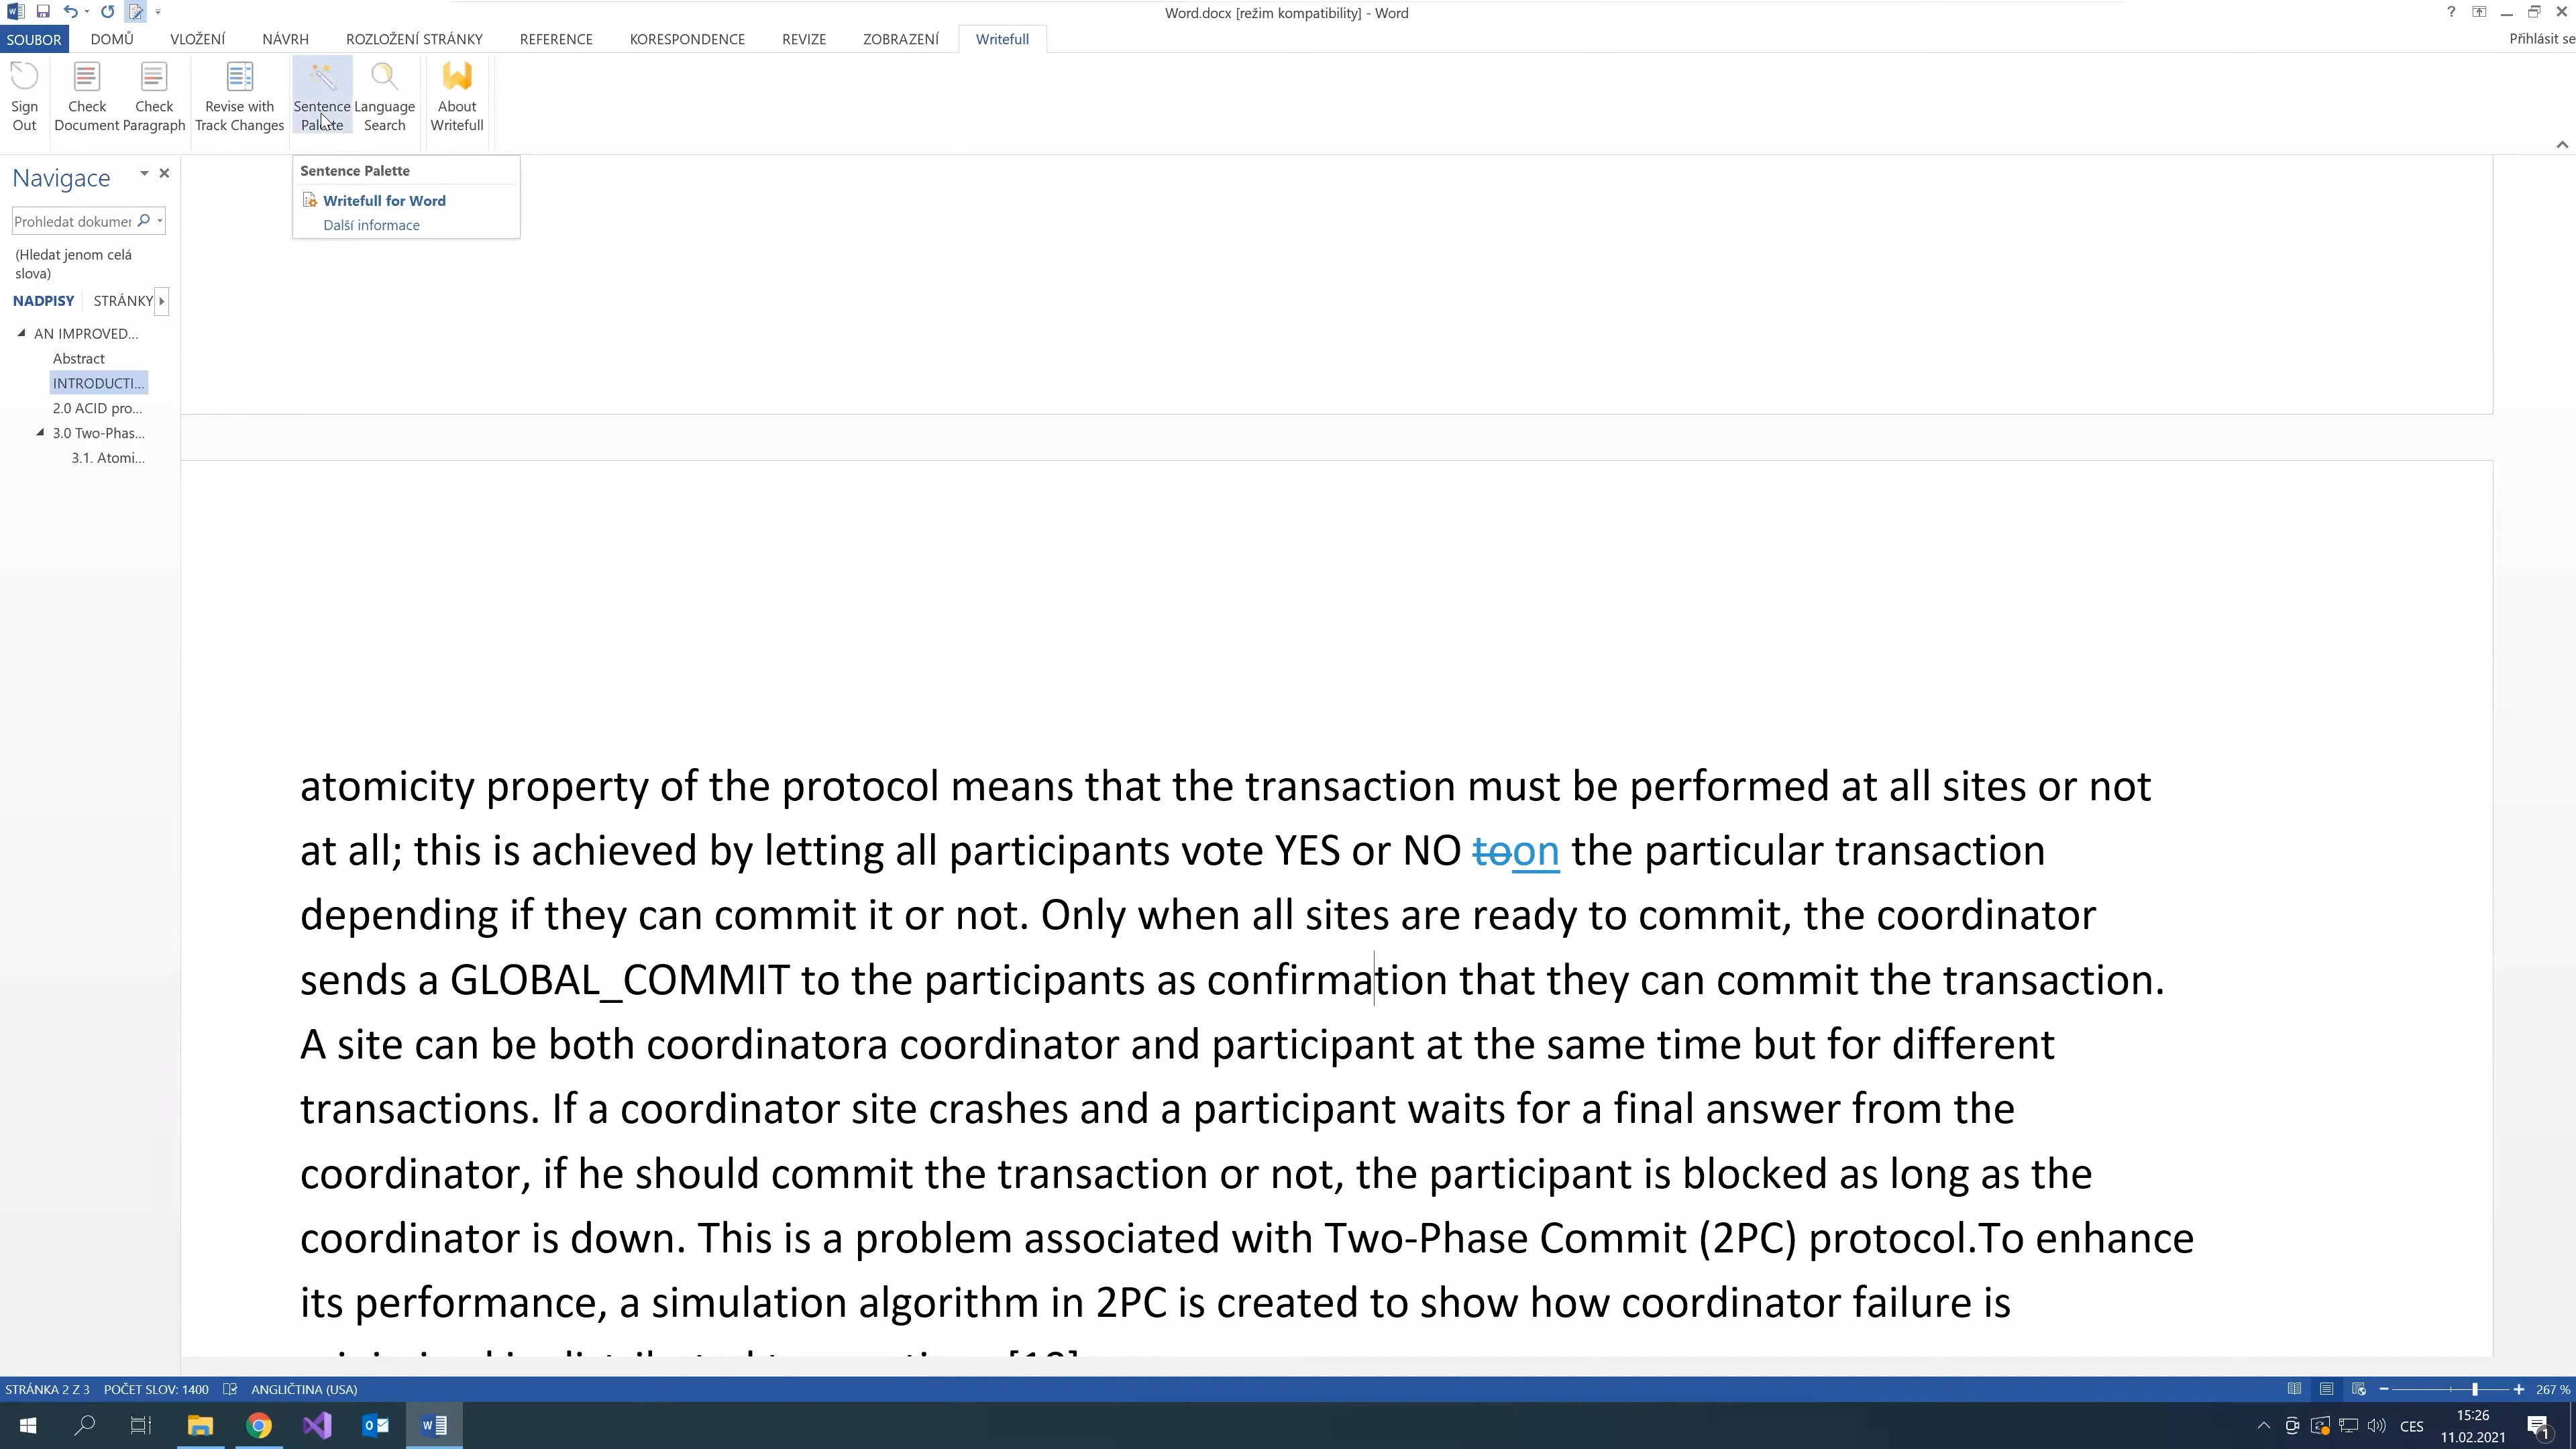 Word.docx [režim kompatibility] - Word
SOUBOR DOMŮ VLOŽENÍ NÁVRH ROZLOŽENÍ STRÁNKY REFERENCE KORESPONDENCE REVIZE ZOBRAZENÍ Writefull Přihlásit se
Sign Out
Check Document
Check Paragraph
Revise with Track Changes
Sentence Palette
Language Search
About Writefull
Sentence Palette
Writefull for Word
Další informace
Navigace
Prohledat dokumen
(Hledat jenom celá
slova)
NADPISY STRÁNKY
AN IMPROVED...
Abstract
INTRODUCTI...
2.0 ACID pro...
3.0 Two-Phas...
3.1. Atomi...
atomicity property of the protocol means that the transaction must be performed at all sites or not
at all; this is achieved by letting all participants vote YES or NO toon the particular transaction
depending if they can commit it or not. Only when all sites are ready to commit, the coordinator
sends a GLOBAL_COMMIT to the participants as confirmation that they can commit the transaction.
A site can be both coordinatora coordinator and participant at the same time but for different
transactions. If a coordinator site crashes and a participant waits for a final answer from the
coordinator, if he should commit the transaction or not, the participant is blocked as long as the
coordinator is down. This is a problem associated with Two-Phase Commit (2PC) protocol.To enhance
its performance, a simulation algorithm in 2PC is created to show how coordinator failure is
STRÁNKA 2 Z 3 POČET SLOV: 1400 ANGLIČTINA (USA) 267 %
CES
15:26
11.02.2021
1